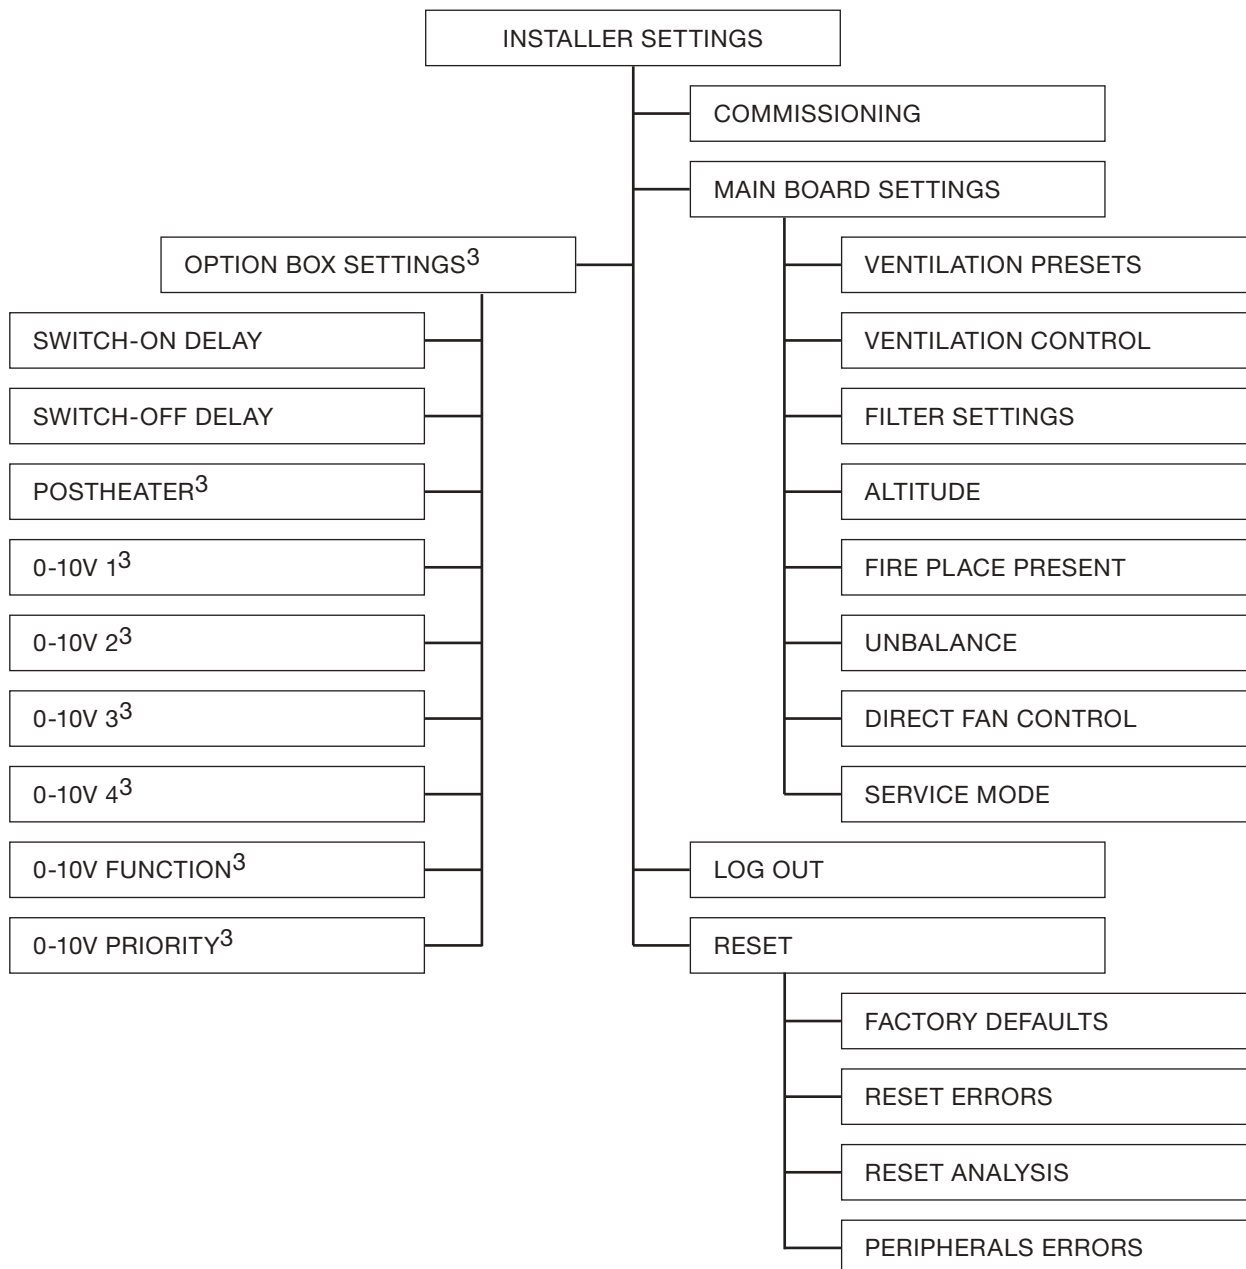 INSTALLER SETTINGS
COMMISSIONING
MAIN BOARD SETTINGS
VENTILATION PRESETS
VENTILATION CONTROL
FILTER SETTINGS
ALTITUDE
FIRE PLACE PRESENT
UNBALANCE
DIRECT FAN CONTROL
SERVICE MODE
OPTION BOX SETTINGS³
SWITCH-ON DELAY
SWITCH-OFF DELAY
POSTHEATER³
0-10V 1³
0-10V 2³
0-10V 3³
0-10V 4³
0-10V FUNCTION³
0-10V PRIORITY³
LOG OUT
RESET
FACTORY DEFAULTS
RESET ERRORS
RESET ANALYSIS
PERIPHERALS ERRORS